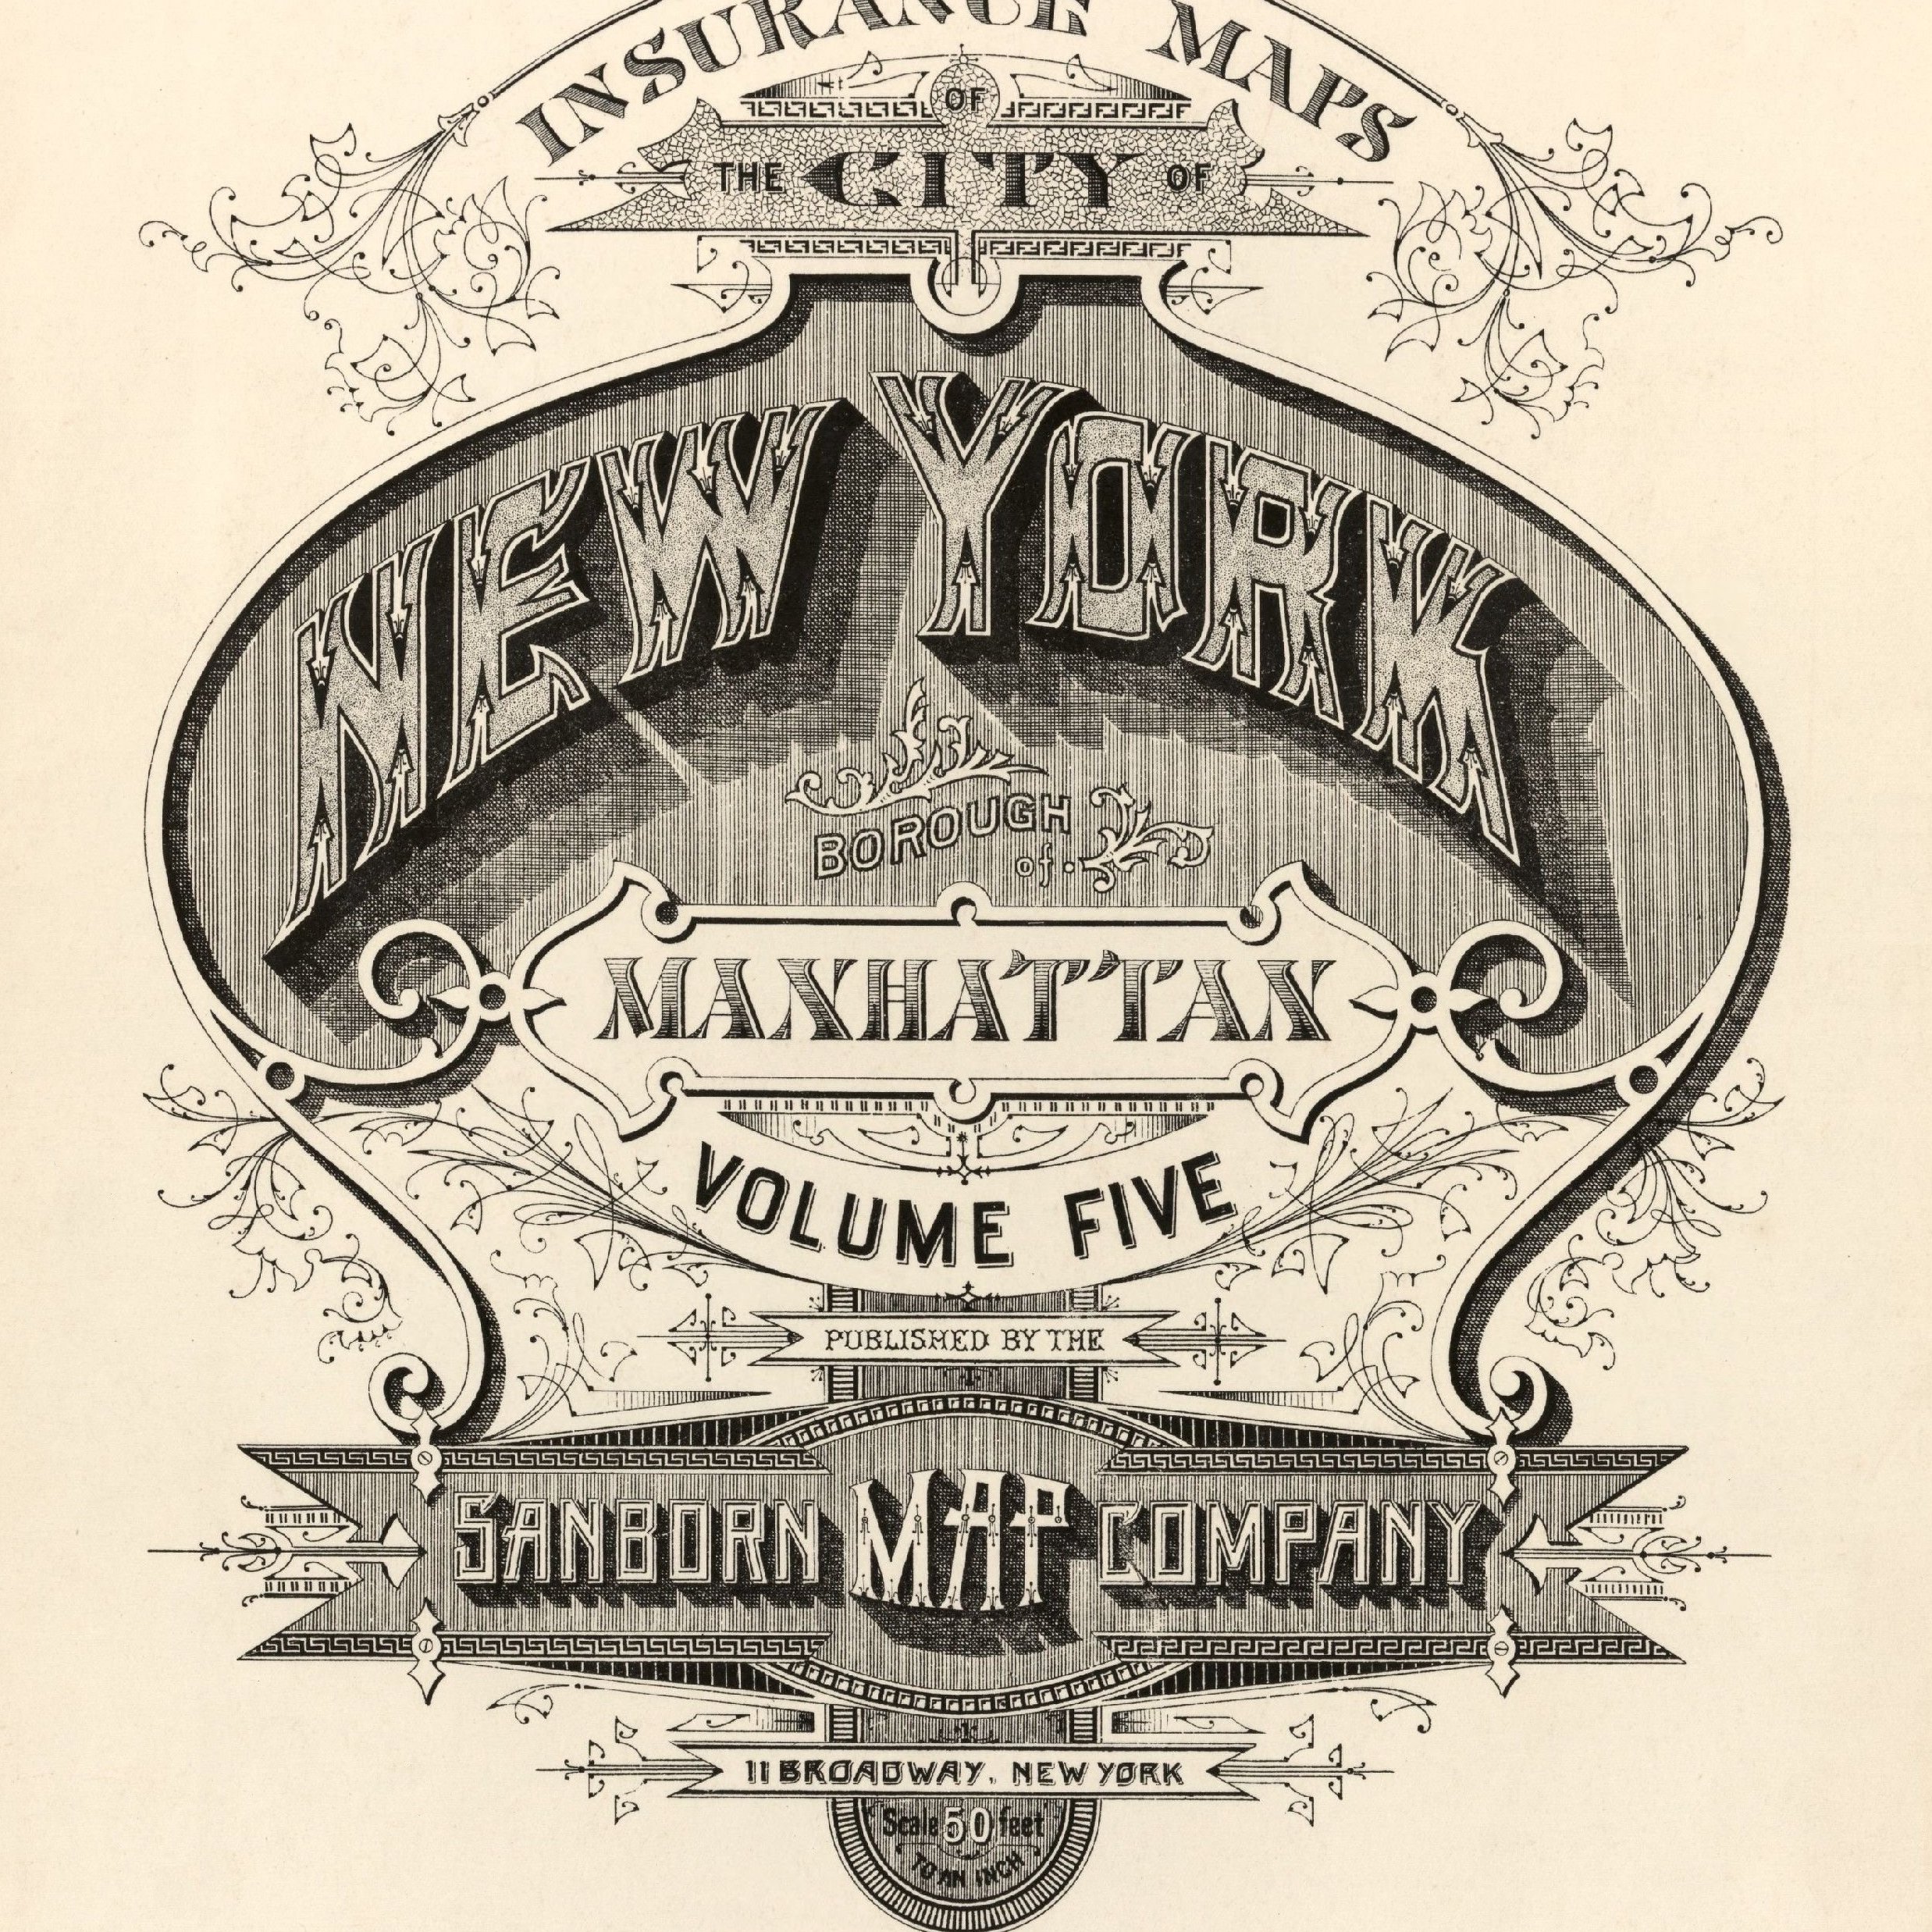 INSURANCE MAPS
OF
THE CITY OF
NEW YORK
BOROUGH
of
MANHATTAN
VOLUME FIVE
PUBLISHED BY THE
SANBORN MAP COMPANY
11 BROADWAY, NEW YORK
Scale 50 feet
TO AN INCH